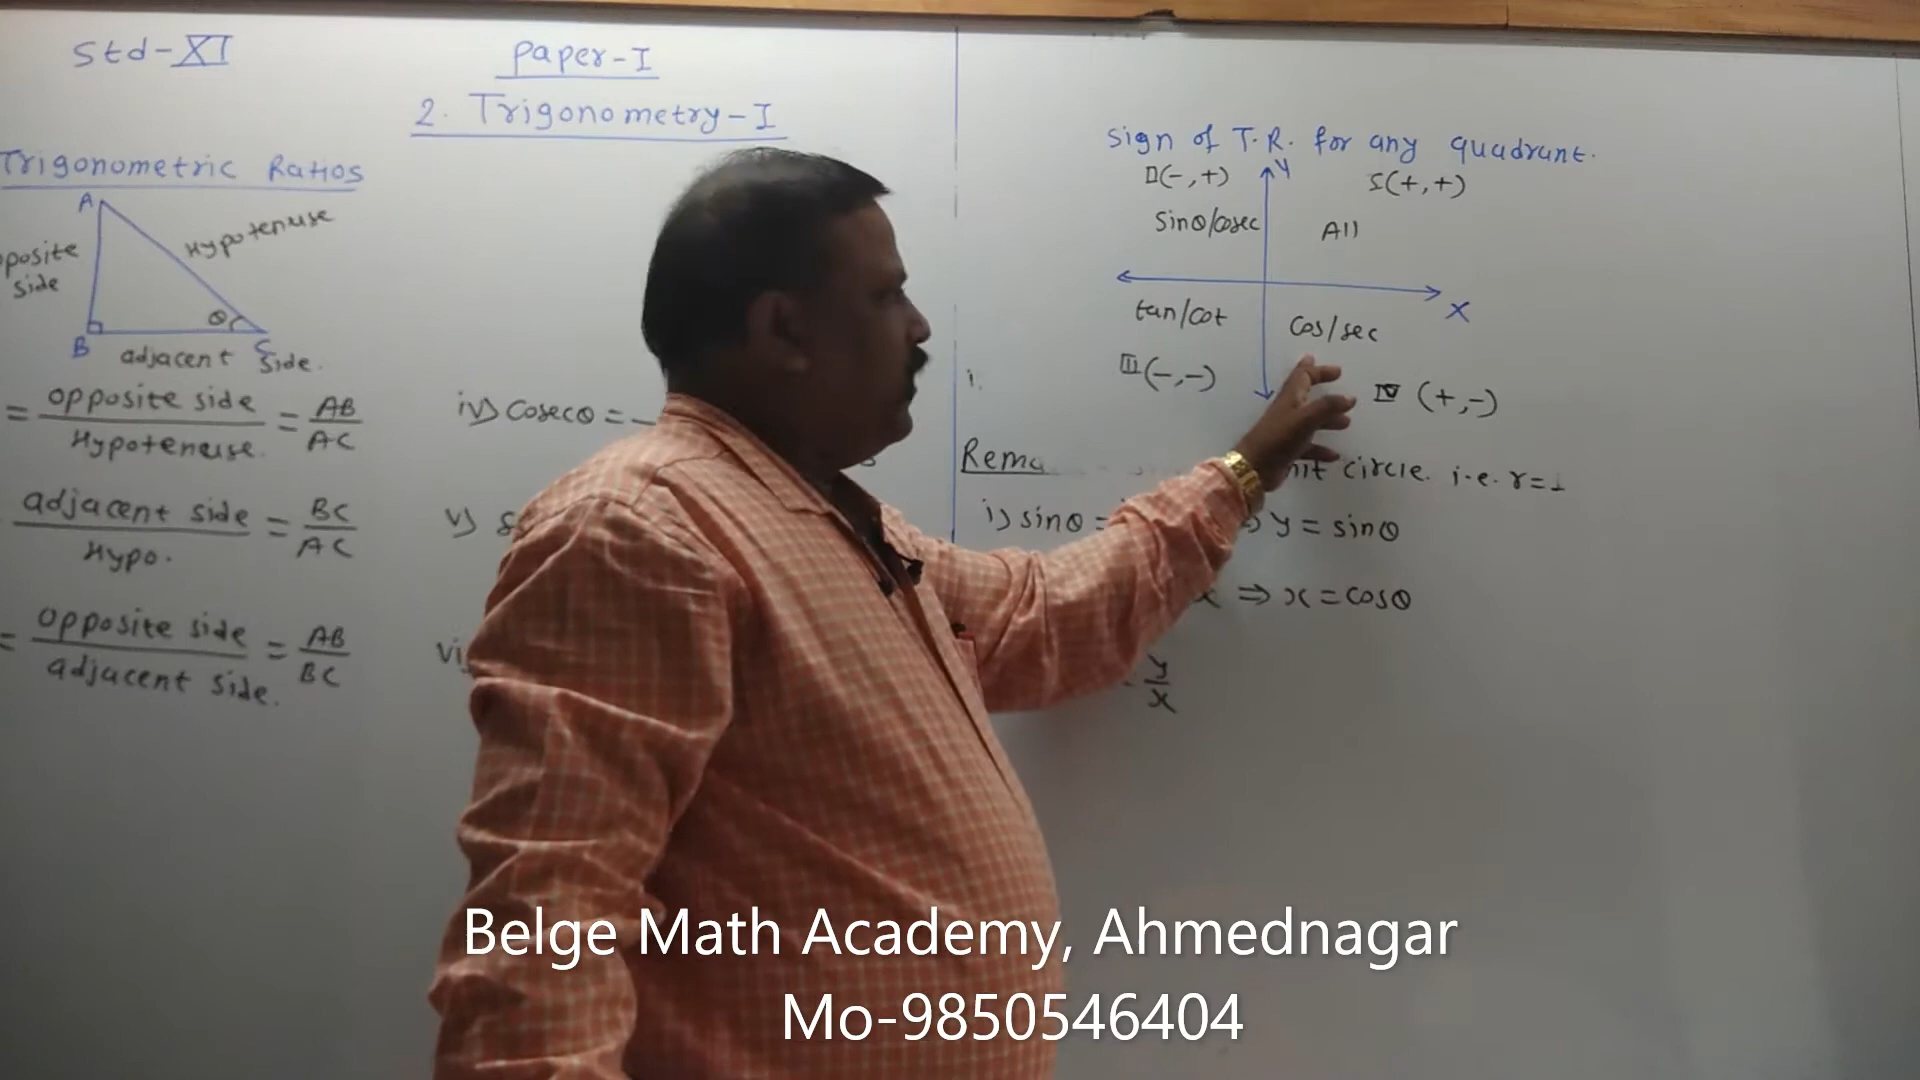 Std-XI
Paper-I
2. Trigonometry-I
Trigonometric Ratios
A
Hypotenuse
side
θ
B
C
adjacent side.
= opposite side / Hypotenuse. = AB / AC
adjacent side / Hypo. = BC / AC
= opposite side / adjacent side. = AB / BC
iv) Cosecθ =
v)
sign of T.R. for any quadrant.
II(-,+)
Y
I(+,+)
Sinθ/cosec
All
X
tan/cot
Cos/sec
III(-,-)
IV (+,-)
circle. i.e. r=1
i) sinθ = ⇒ y = sinθ
x ⇒ x = cosθ
y / x
Belge Math Academy, Ahmednagar
Mo-9850546404